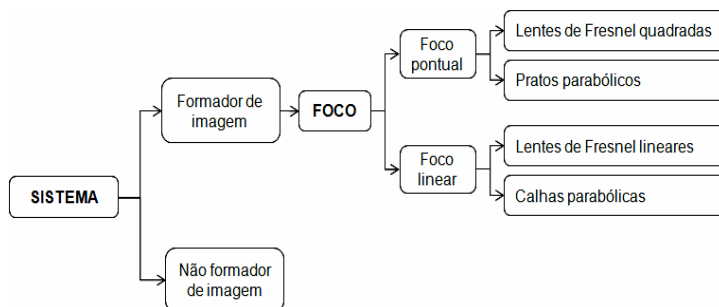 SISTEMA
Formador de
imagem
Não formador
de imagem
FOCO
Foco
pontual
Foco
linear
Lentes de Fresnel quadradas
Pratos parabólicos
Lentes de Fresnel lineares
Calhas parabólicas